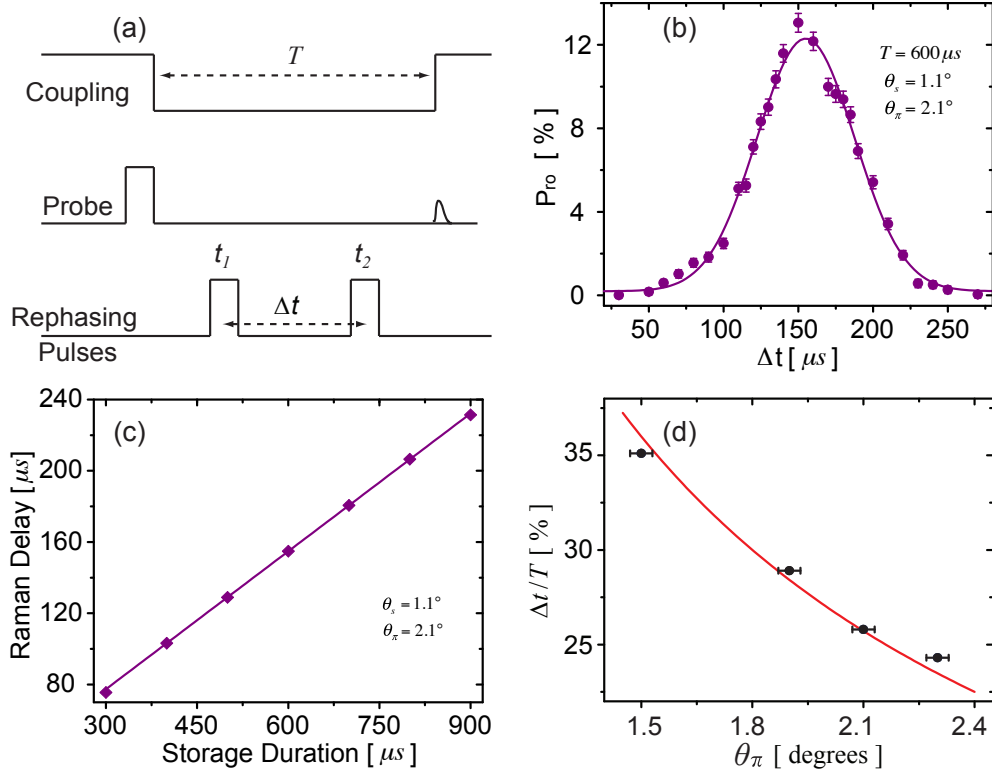 (a)
T
Coupling
Probe
t1 t2
Δt
Rephasing
Pulses
(b)
T = 600 μs
θs = 1.1°
θπ = 2.1°
12
8
4
0
Pro [ % ]
50 100 150 200 250
Δt [ μs ]
(c)
240
200
160
120
80
Raman Delay [ μs ]
θs = 1.1°
θπ = 2.1°
300 450 600 750 900
Storage Duration [ μs ]
(d)
35
30
25
Δt/T [ % ]
1.5 1.8 2.1 2.4
θπ [ degrees ]